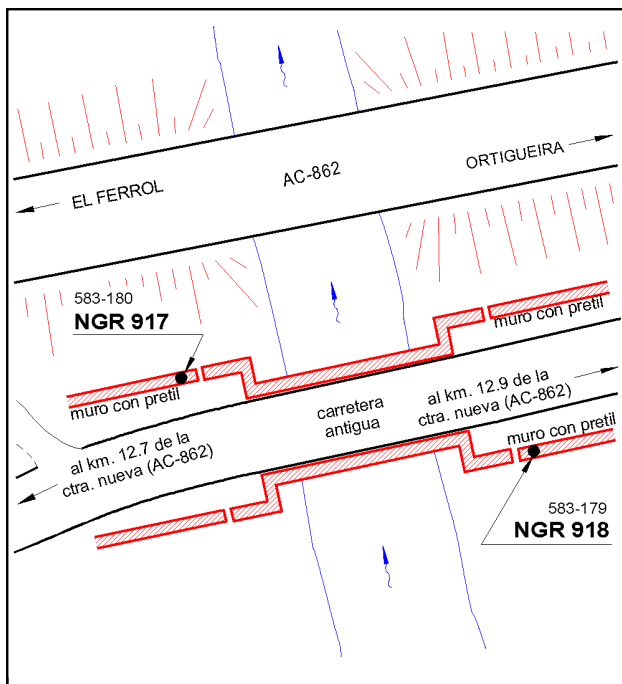 ORTIGUEIRA
AC-862
EL FERROL
583-180
NGR 917
muro con pretil
muro con pretil
carretera
antigua
al km. 12.9 de la
ctra. nueva (AC-862)
muro con pretil
al km. 12.7 de la
ctra. nueva (AC-862)
583-179
NGR 918